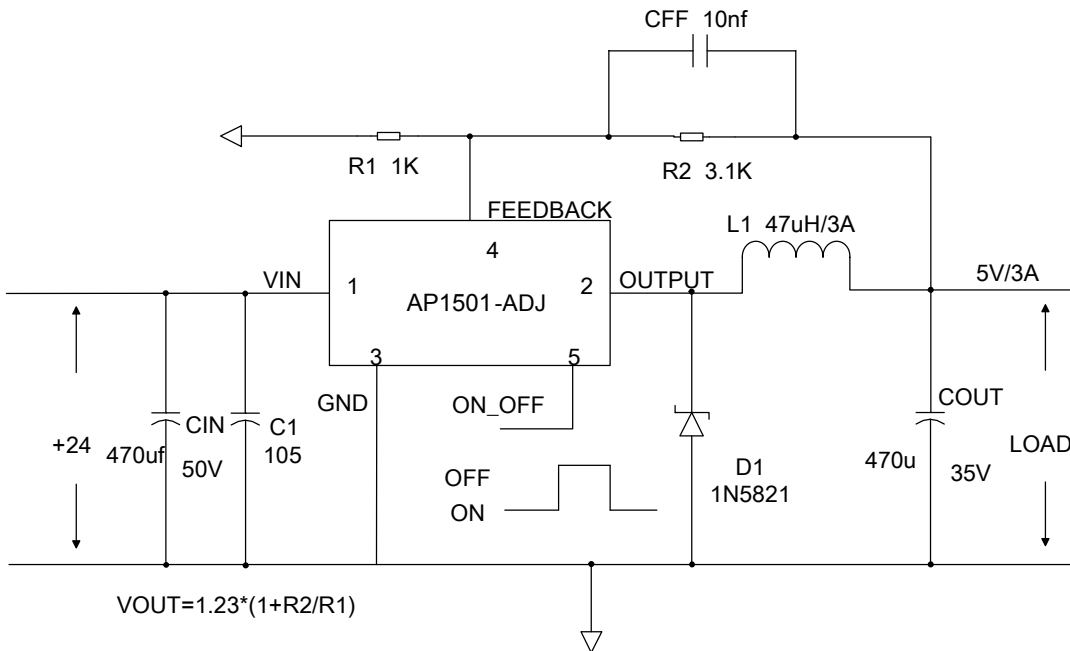 CFF 10nf
R1 1K
R2 3.1K
FEEDBACK
4
L1 47uH/3A
VIN
1
AP1501-ADJ
2
OUTPUT
5V/3A
3
5
GND
ON_OFF
+24
470uf
CIN
50V
C1
105
OFF
ON
D1
1N5821
COUT
470u
35V
LOAD
VOUT=1.23*(1+R2/R1)